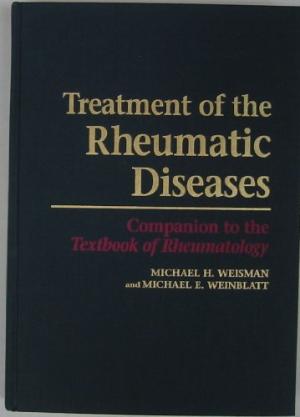 Treatment of the
Rheumatic
Diseases
Companion to the
Textbook of Rheumatology
MICHAEL H. WEISMAN
and MICHAEL E. WEINBLATT